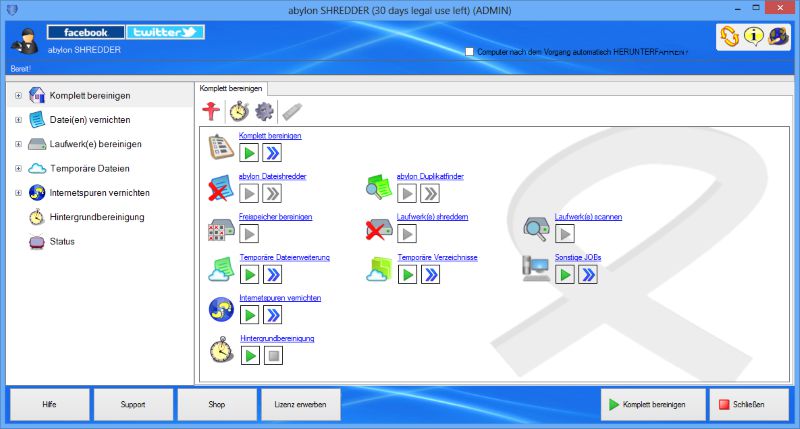 abylon SHREDDER (30 days legal use left) (ADMIN)
facebook
twitter
abylon SHREDDER
Computer nach dem Vorgang automatisch HERUNTERFAHREN?
Bereit!
Komplett bereinigen
Datei(en) vernichten
Laufwerk(e) bereinigen
Temporäre Dateien
Internetspuren vernichten
Hintergrundbereinigung
Status
Komplett bereinigen
Komplett bereinigen
abylon Dateishredder
abylon Duplikatfinder
Freispeicher bereinigen
Laufwerk(e) shreddern
Laufwerk(e) scannen
Temporäre Dateierweiterung
Temporäre Verzeichnisse
Sonstige JOBs
Internetspuren vernichten
Hintergrundbereinigung
Hilfe
Support
Shop
Lizenz erwerben
Komplett bereinigen
Schließen